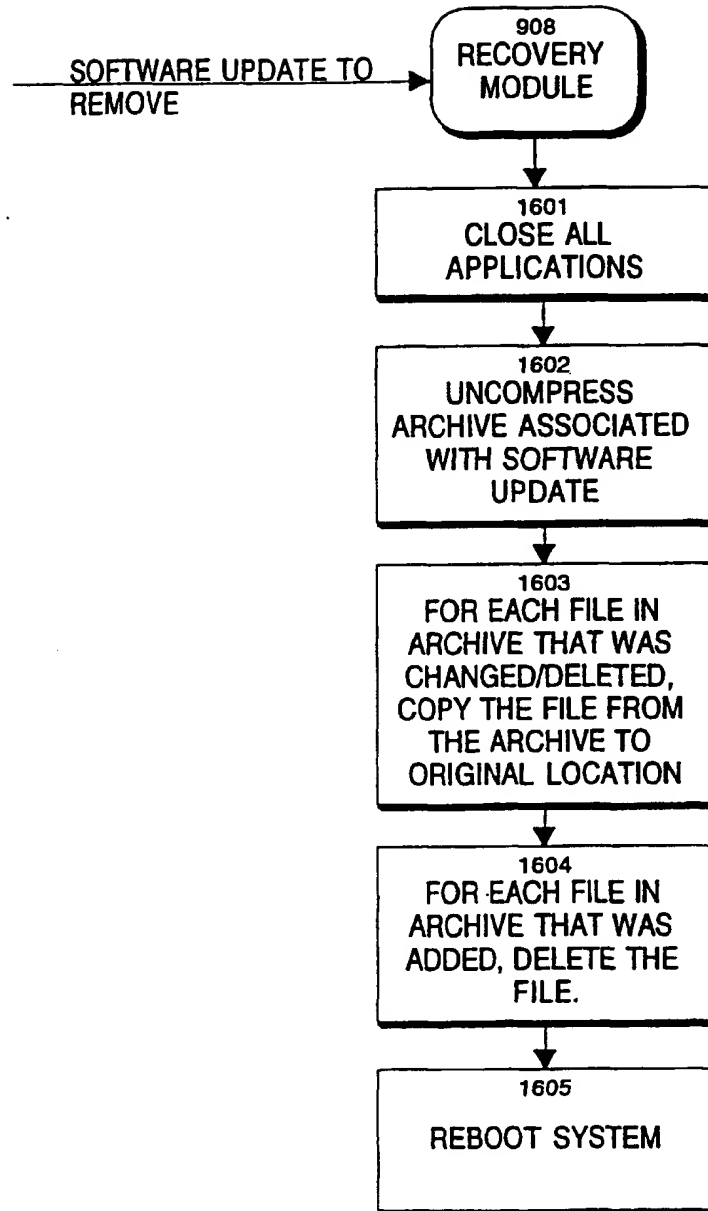 908
RECOVERY
MODULE
SOFTWARE UPDATE TO
REMOVE
1601
CLOSE ALL
APPLICATIONS
1602
UNCOMPRESS
ARCHIVE ASSOCIATED
WITH SOFTWARE
UPDATE
1603
FOR EACH FILE IN
ARCHIVE THAT WAS
CHANGED/DELETED,
COPY THE FILE FROM
THE ARCHIVE TO
ORIGINAL LOCATION
1604
FOR EACH FILE IN
ARCHIVE THAT WAS
ADDED, DELETE THE
FILE.
1605
REBOOT SYSTEM